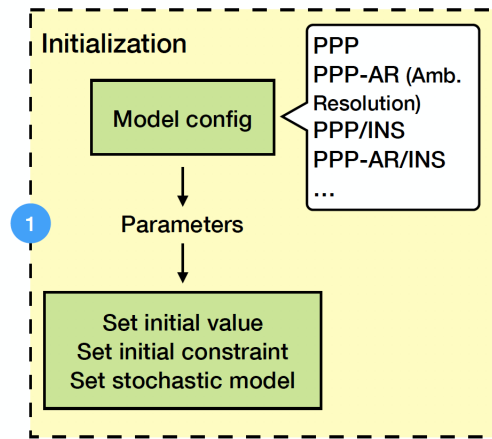 Initialization
PPP
PPP-AR (Amb.
Resolution)
PPP/INS
PPP-AR/INS
...
Model config
1
Parameters
Set initial value
Set initial constraint
Set stochastic model